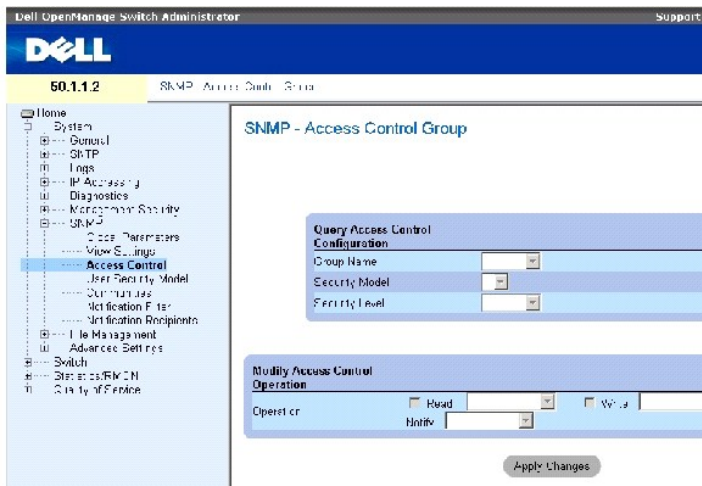 Dell OpenManage Switch Administrator
Support
DELL
50.1.1.2
SNMP Access Control Group
Home
System
General
SNTP
Logs
IP Addressing
Diagnostics
Management Security
SNMP
Global Parameters
View Settings
Access Control
User Security Model
Communities
Notification Filter
Notification Recipients
File Management
Advanced Settings
Switch
Statistics/RMON
Quality of Service
SNMP - Access Control Group
Query Access Control
Configuration
Group Name
Security Model
Security Level
Modify Access Control
Operation
Operation
Read
Write
Notify
Apply Changes